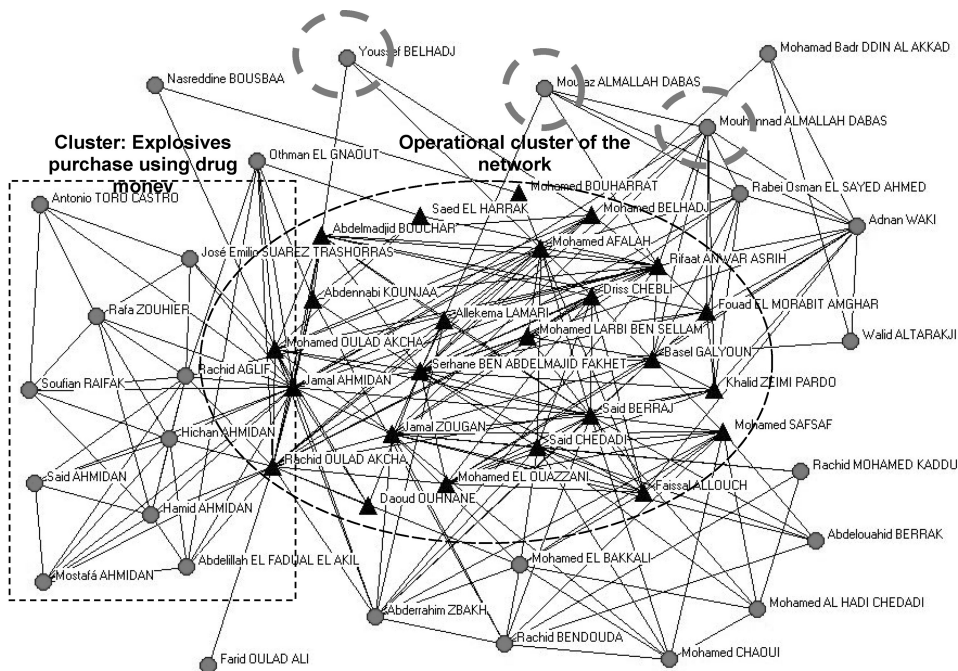 Youssef BELHADJ
Mohamad Badr DDIN AL AKKAD
Nasreddine BOUSBAA
Moutaz ALMALLAH DABAS
Mouhannad ALMALLAH DABAS
Cluster: Explosives
purchase using drug
money
Operational cluster of the
network
Othman EL GNAOUT
Mohamed BOUHARRAT
Rabei Osman EL SAYED AHMED
Antonio TORO CASTRO
Saed EL HARRAK
Mohamed BELHADJ
Adnan WAKI
Abdelmadjid BOUCHAR
José Emilio SUAREZ TRASHORRAS
Mohamed AFALAH
Rifaat ANWAR ASRIH
Driss CHEBLI
Abdennabi KOUNJAA
Fouad EL MORABIT AMGHAR
Rafa ZOUHIER
Allekema LAMARI
Mohamed LARBI BEN SELLAM
Walid ALTARAKJI
Mohamed OULAD AKCHA
Basel GALYOUN
Serhane BEN ABDELMAJID FAKHET
Rachid AGLIF
Jamal AHMIDAN
Soufian RAIFAK
Khalid ZEIMI PARDO
Said BERRAJ
Mohamed SAFSAF
Jamal ZOUGAN
Hichan AHMIDAN
Said CHEDADI
Rachid OULAD AKCHA
Rachid MOHAMED KADDU
Said AHMIDAN
Mohamed EL OUAZZANI
Faissal ALLOUCH
Daoud OUHNANE
Hamid AHMIDAN
Abdelouahid BERRAK
Abdelillah EL FADUAL EL AKIL
Mohamed EL BAKKALI
Mostafá AHMIDAN
Mohamed AL HADI CHEDADI
Abderrahim ZBAKH
Rachid BENDOUDA
Mohamed CHAOUI
Farid OULAD ALI